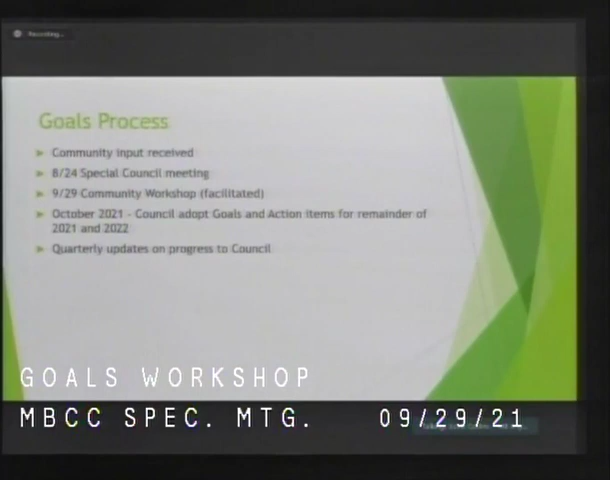 Recording...
Goals Process
Community input received
8/24 Special Council meeting
9/29 Community Workshop (facilitated)
October 2021 - Council adopt Goals and Action items for remainder of
2021 and 2022
Quarterly updates on progress to Council
GOALS WORKSHOP
MBCC SPEC. MTG. 09/29/21